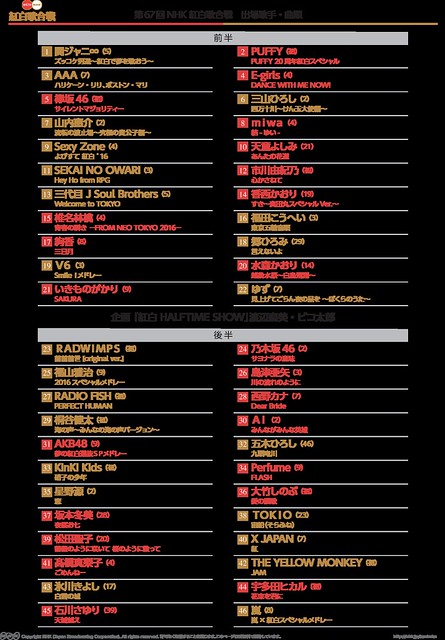 紅白歌合戦
第67回 NHK 紅白歌合戦 出場歌手・曲順
前半
1 関ジャニ∞ (5)
ズッコケ男道～紅白で夢を歌おう～
2 PUFFY (初)
PUFFY 20周年紅白スペシャル
3 AAA (7)
ハリケーン・リリ、ボストン・マリ
4 E-girls (4)
DANCE WITH ME NOW!
5 欅坂46 (初)
サイレントマジョリティー
6 三山ひろし (2)
四万十川～けん玉大使編～
7 山内惠介 (2)
流転の波止場～究極の貴公子編～
8 miwa (4)
結 -ゆい-
9 Sexy Zone (4)
よびすて 紅白 '16
10 天童よしみ (21)
あんたの花道
11 SEKAI NO OWARI (3)
Hey Ho from RPG
12 市川由紀乃 (初)
心かさねて
13 三代目 J Soul Brothers (5)
Welcome to TOKYO
14 香西かおり (19)
すき～真田丸スペシャル Ver.～
15 椎名林檎 (4)
青春の瞬き －FROM NEO TOKYO 2016－
16 福田こうへい (3)
東京五輪音頭
17 絢香 (8)
三日月
18 郷ひろみ (29)
言えないよ
19 V6 (3)
Smile！メドレー
20 水森かおり (14)
越後水原～白鳥飛翔～
21 いきものがかり (9)
SAKURA
22 ゆず (7)
見上げてごらん夜の星を ～ぼくらのうた～
企画「紅白 HALFTIME SHOW」渡辺直美・ピコ太郎
後半
23 RADWIMPS (初)
前前前世 [original ver.]
24 乃木坂46 (2)
サヨナラの意味
25 福山雅治 (9)
2016スペシャルメドレー
26 島津亜矢 (3)
川の流れのように
27 RADIO FISH (初)
PERFECT HUMAN
28 西野カナ (7)
Dear Bride
29 桐谷健太 (初)
海の声～みんなの海の声バージョン～
30 AI (2)
みんながみんな英雄
31 AKB48 (9)
夢の紅白選抜SPメドレー
32 五木ひろし (46)
九頭竜川
33 KinKi Kids (初)
硝子の少年
34 Perfume (9)
FLASH
35 星野源 (2)
恋
36 大竹しのぶ (初)
愛の讃歌
37 坂本冬美 (28)
夜桜お七
38 TOKIO (23)
宙船(そらふね)
39 松田聖子 (20)
薔薇のように咲いて 桜のように散って
40 X JAPAN (7)
紅
41 高橋真梨子 (4)
ごめんね…
42 THE YELLOW MONKEY (初)
JAM
43 氷川きよし (17)
白雲の城
44 宇多田ヒカル (初)
花束を君に
45 石川さゆり (39)
天城越え
46 嵐 (8)
嵐×紅白スペシャルメドレー
Copyright NHK (Japan Broadcasting Corporation). All rights reserved.